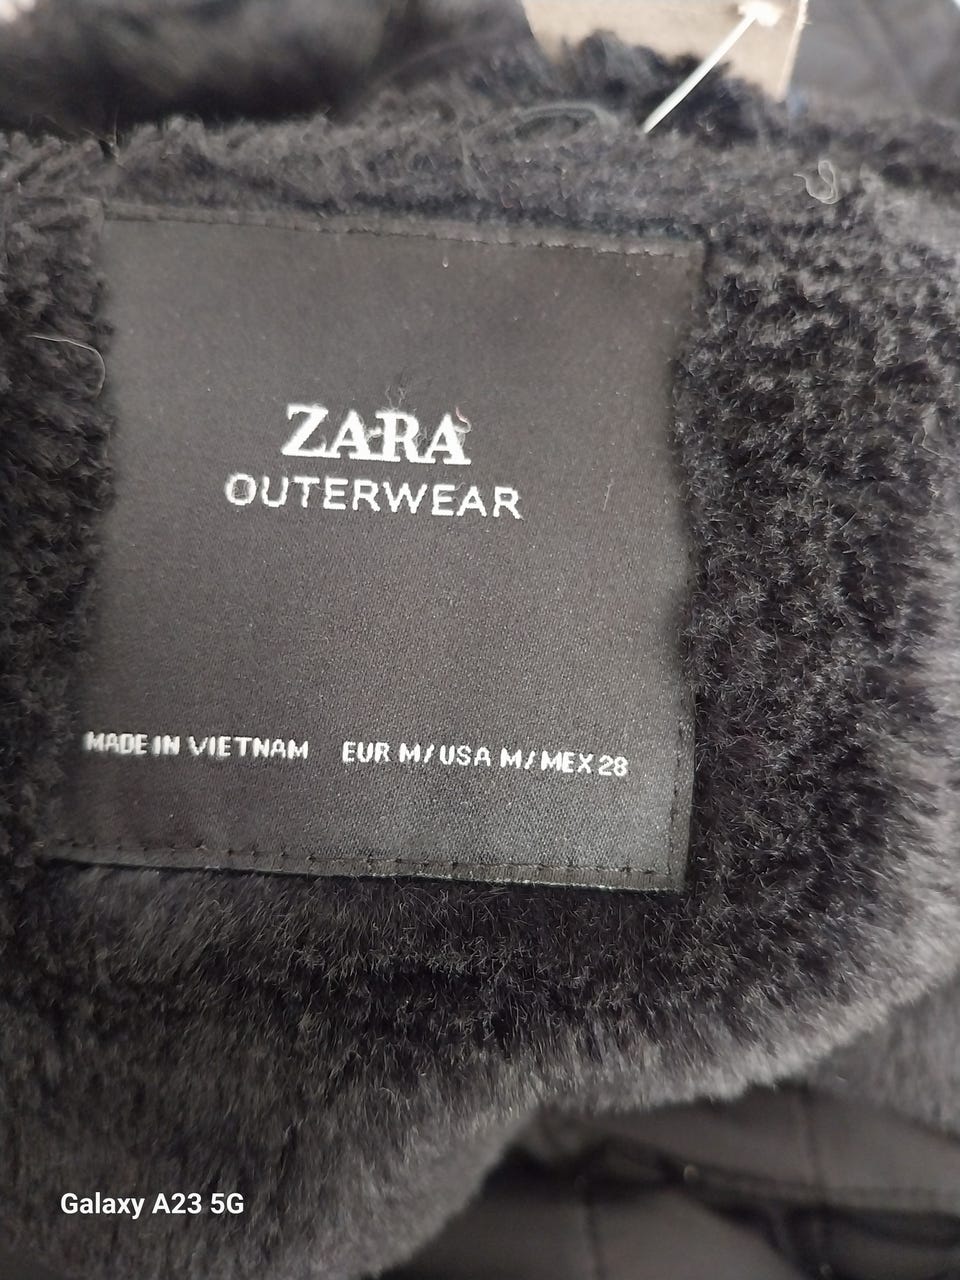 ZARA
OUTERWEAR
MADE IN VIETNAM EUR M/USA M/MEX 28
Galaxy A23 5G